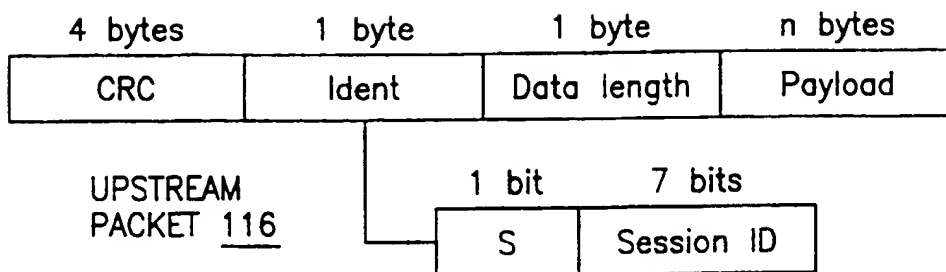 4 bytes 1 byte 1 byte n bytes
CRC Ident Data length Payload
UPSTREAM
PACKET 116
1 bit 7 bits
S Session ID